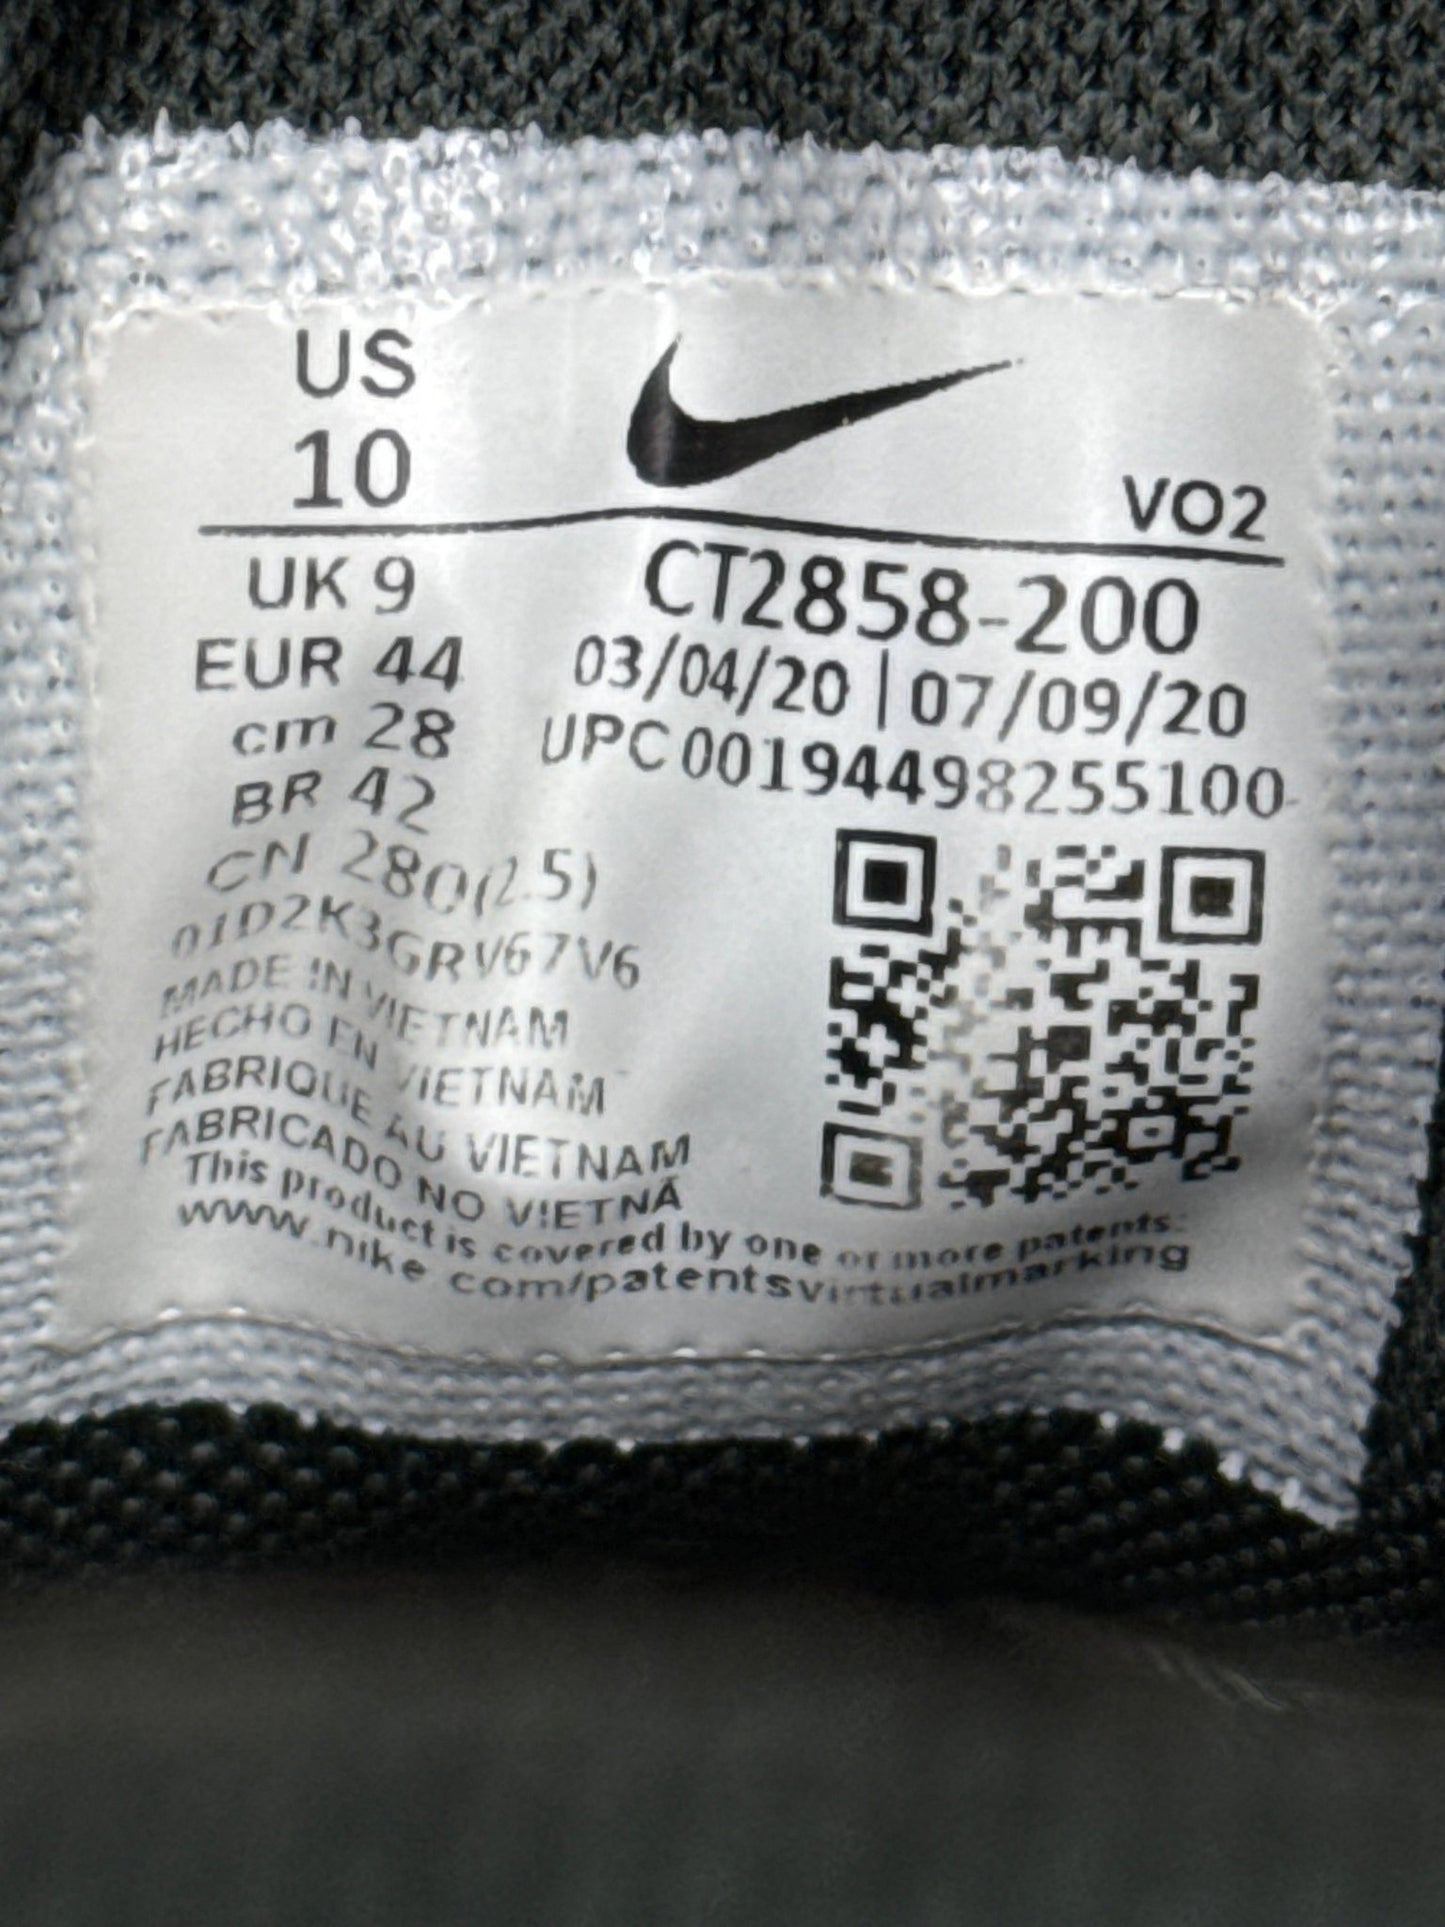 US
10
VO2
UK 9
EUR 44
cm 28
BR 42
CN 280(2.5)
01D2K3GRV67V6
CT2858-200
03/04/20 | 07/09/20
UPC 00194498255100
MADE IN VIETNAM
HECHO EN VIETNAM
FABRIQUE AU VIETNAM
FABRICADO NO VIETNÃ
This product is covered by one or more patents:
www.nike.com/patentsvirtualmarking